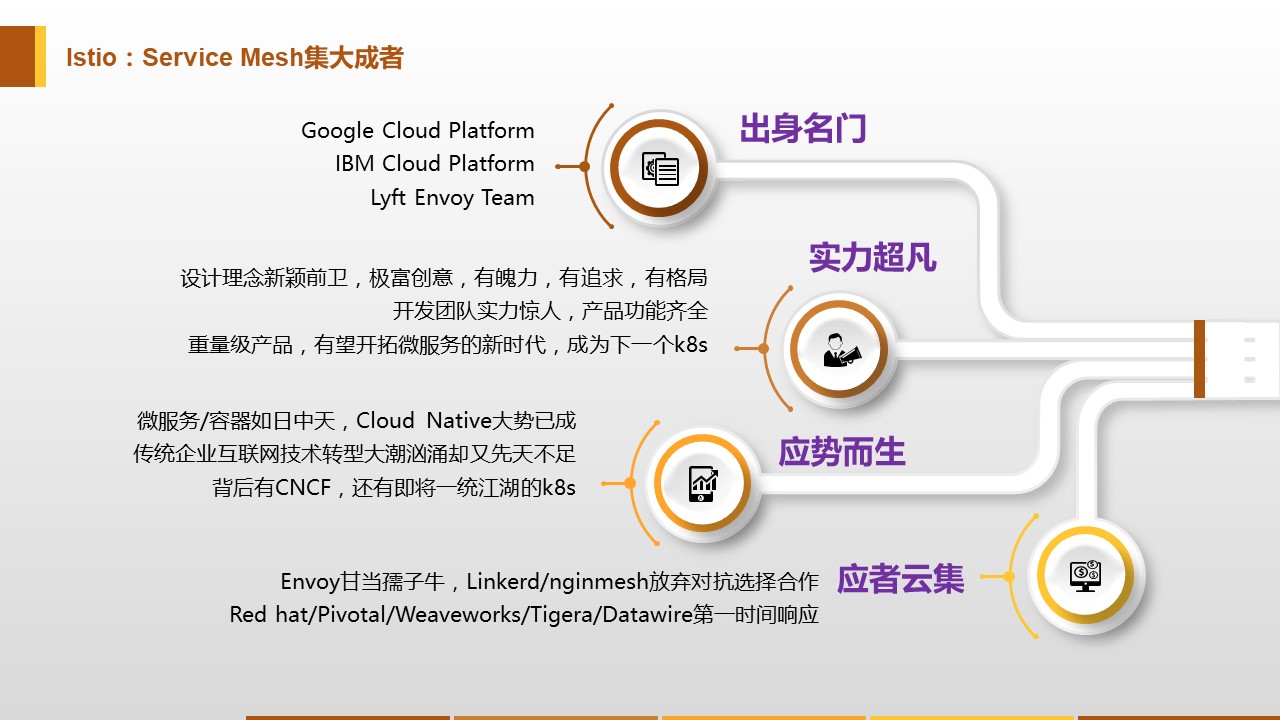 Istio：Service Mesh集大成者
出身名门
Google Cloud Platform
IBM Cloud Platform
Lyft Envoy Team
实力超凡
设计理念新颖前卫，极富创意，有魄力，有追求，有格局
开发团队实力惊人，产品功能齐全
重量级产品，有望开拓微服务的新时代，成为下一个k8s
应势而生
微服务/容器如日中天，Cloud Native大势已成
传统企业互联网技术转型大潮汹涌却又先天不足
背后有CNCF，还有即将一统江湖的k8s
应者云集
Envoy甘当孺子牛，Linkerd/nginmesh放弃对抗选择合作
Red hat/Pivotal/Weaveworks/Tigera/Datawire第一时间响应